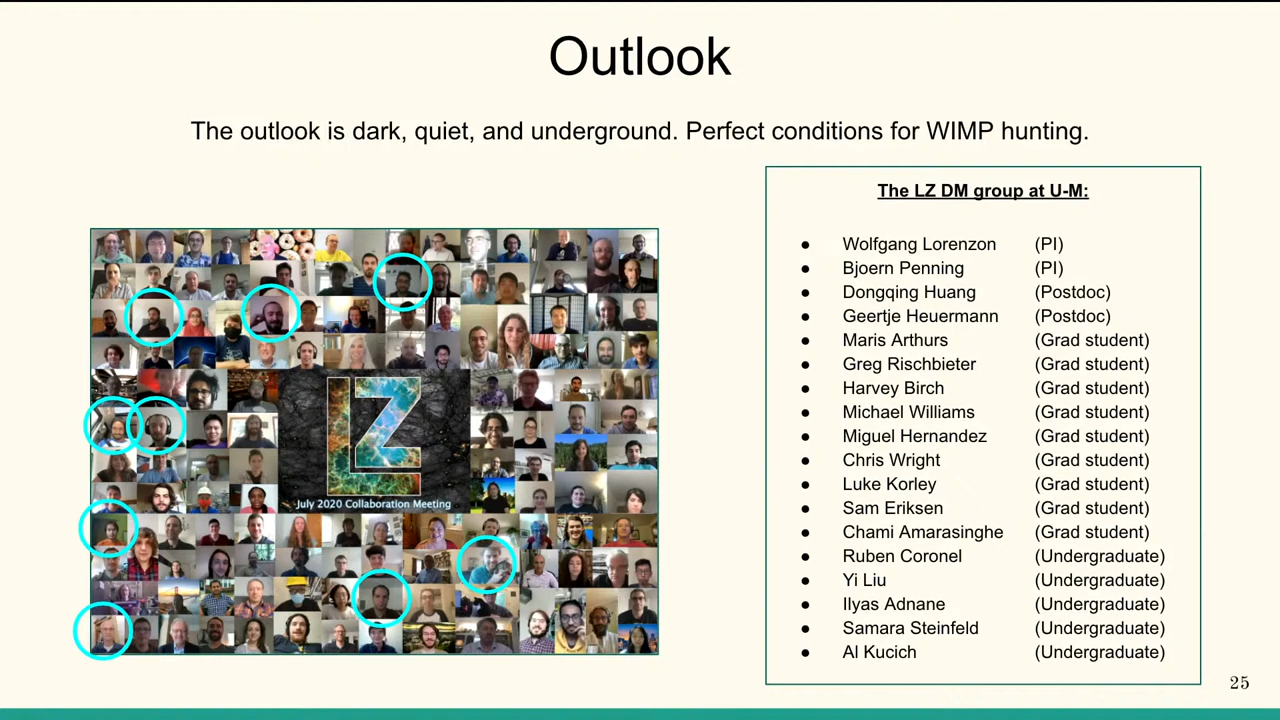 Outlook
The outlook is dark, quiet, and underground. Perfect conditions for WIMP hunting.
LZ
July 2020 Collaboration Meeting
The LZ DM group at U-M:
● Wolfgang Lorenzon (PI)
● Bjoern Penning (PI)
● Dongqing Huang (Postdoc)
● Geertje Heuermann (Postdoc)
● Maris Arthurs (Grad student)
● Greg Rischbieter (Grad student)
● Harvey Birch (Grad student)
● Michael Williams (Grad student)
● Miguel Hernandez (Grad student)
● Chris Wright (Grad student)
● Luke Korley (Grad student)
● Sam Eriksen (Grad student)
● Chami Amarasinghe (Grad student)
● Ruben Coronel (Undergraduate)
● Yi Liu (Undergraduate)
● Ilyas Adnane (Undergraduate)
● Samara Steinfeld (Undergraduate)
● Al Kucich (Undergraduate)
25